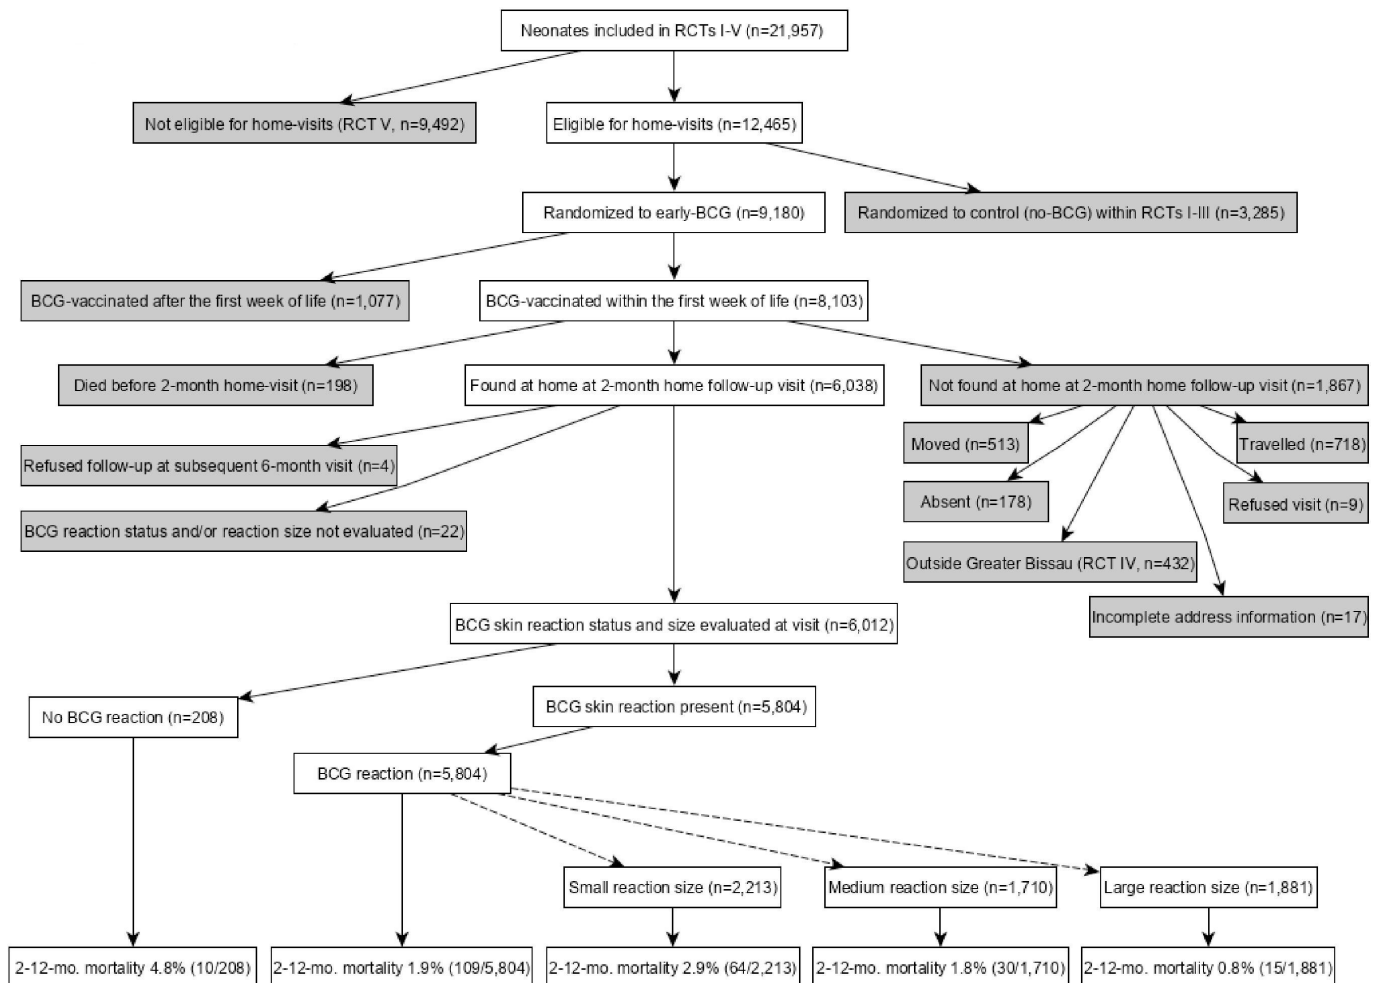 Neonates included in RCTs I-V (n=21,957)
Not eligible for home-visits (RCT V, n=9,492)
Eligible for home-visits (n=12,465)
Randomized to early-BCG (n=9,180)
Randomized to control (no-BCG) within RCTs I-III (n=3,285)
BCG-vaccinated after the first week of life (n=1,077)
BCG-vaccinated within the first week of life (n=8,103)
Died before 2-month home-visit (n=198)
Found at home at 2-month home follow-up visit (n=6,038)
Not found at home at 2-month home follow-up visit (n=1,867)
Moved (n=513)
Travelled (n=718)
Refused follow-up at subsequent 6-month visit (n=4)
Absent (n=178)
Refused visit (n=9)
BCG reaction status and/or reaction size not evaluated (n=22)
Outside Greater Bissau (RCT IV, n=432)
Incomplete address information (n=17)
BCG skin reaction status and size evaluated at visit (n=6,012)
No BCG reaction (n=208)
BCG skin reaction present (n=5,804)
BCG reaction (n=5,804)
Small reaction size (n=2,213)
Medium reaction size (n=1,710)
Large reaction size (n=1,881)
2-12-mo. mortality 4.8% (10/208)
2-12-mo. mortality 1.9% (109/5,804)
2-12-mo. mortality 2.9% (64/2,213)
2-12-mo. mortality 1.8% (30/1,710)
2-12-mo. mortality 0.8% (15/1,881)